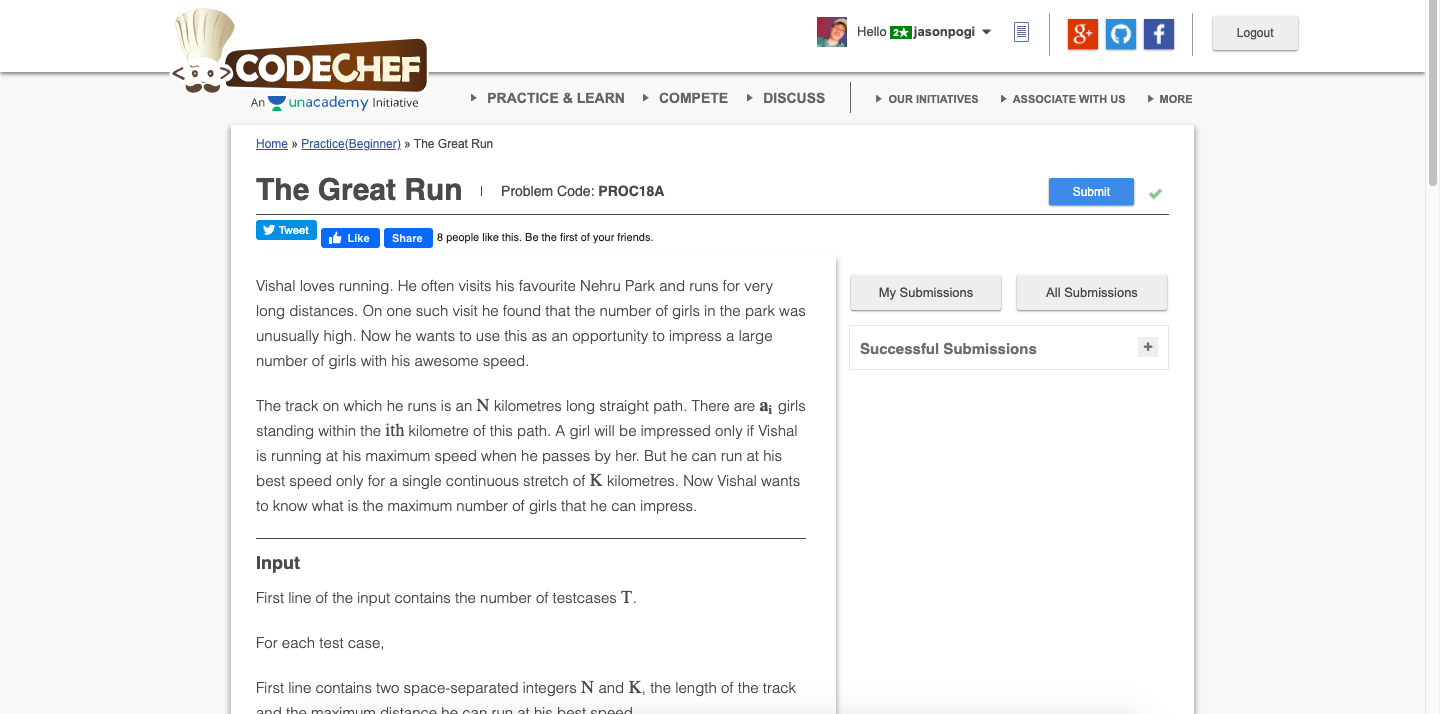 Hello 2★ jasonpogi
Logout
CODECHEF
An unacademy Initiative
PRACTICE & LEARN
COMPETE
DISCUSS
OUR INITIATIVES
ASSOCIATE WITH US
MORE
Home » Practice(Beginner) » The Great Run
The Great Run
Problem Code: PROC18A
Submit
Tweet
Like
Share
8 people like this. Be the first of your friends.
Vishal loves running. He often visits his favourite Nehru Park and runs for very
long distances. On one such visit he found that the number of girls in the park was
unusually high. Now he wants to use this as an opportunity to impress a large
number of girls with his awesome speed.
The track on which he runs is an N kilometres long straight path. There are aᵢ girls
standing within the ith kilometre of this path. A girl will be impressed only if Vishal
is running at his maximum speed when he passes by her. But he can run at his
best speed only for a single continuous stretch of K kilometres. Now Vishal wants
to know what is the maximum number of girls that he can impress.
Input
First line of the input contains the number of testcases T.
For each test case,
First line contains two space-separated integers N and K, the length of the track
and the maximum distance he can run at his best speed.
My Submissions
All Submissions
Successful Submissions
+